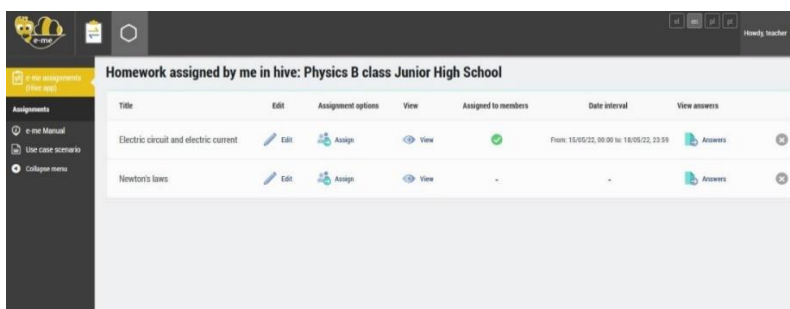 e-me
el en pl pt
Howdy, teacher
e-me assignments
(Hive app)
Assignments
e-me Manual
Use case scenario
Collapse menu
Homework assigned by me in hive: Physics B class Junior High School
Title Edit Assignment options View Assigned to members Date interval View answers
Electric circuit and electric current Edit Assign View From: 15/05/22, 00:00 to: 18/05/22, 23:59 Answers
Newton's laws Edit Assign View - - Answers